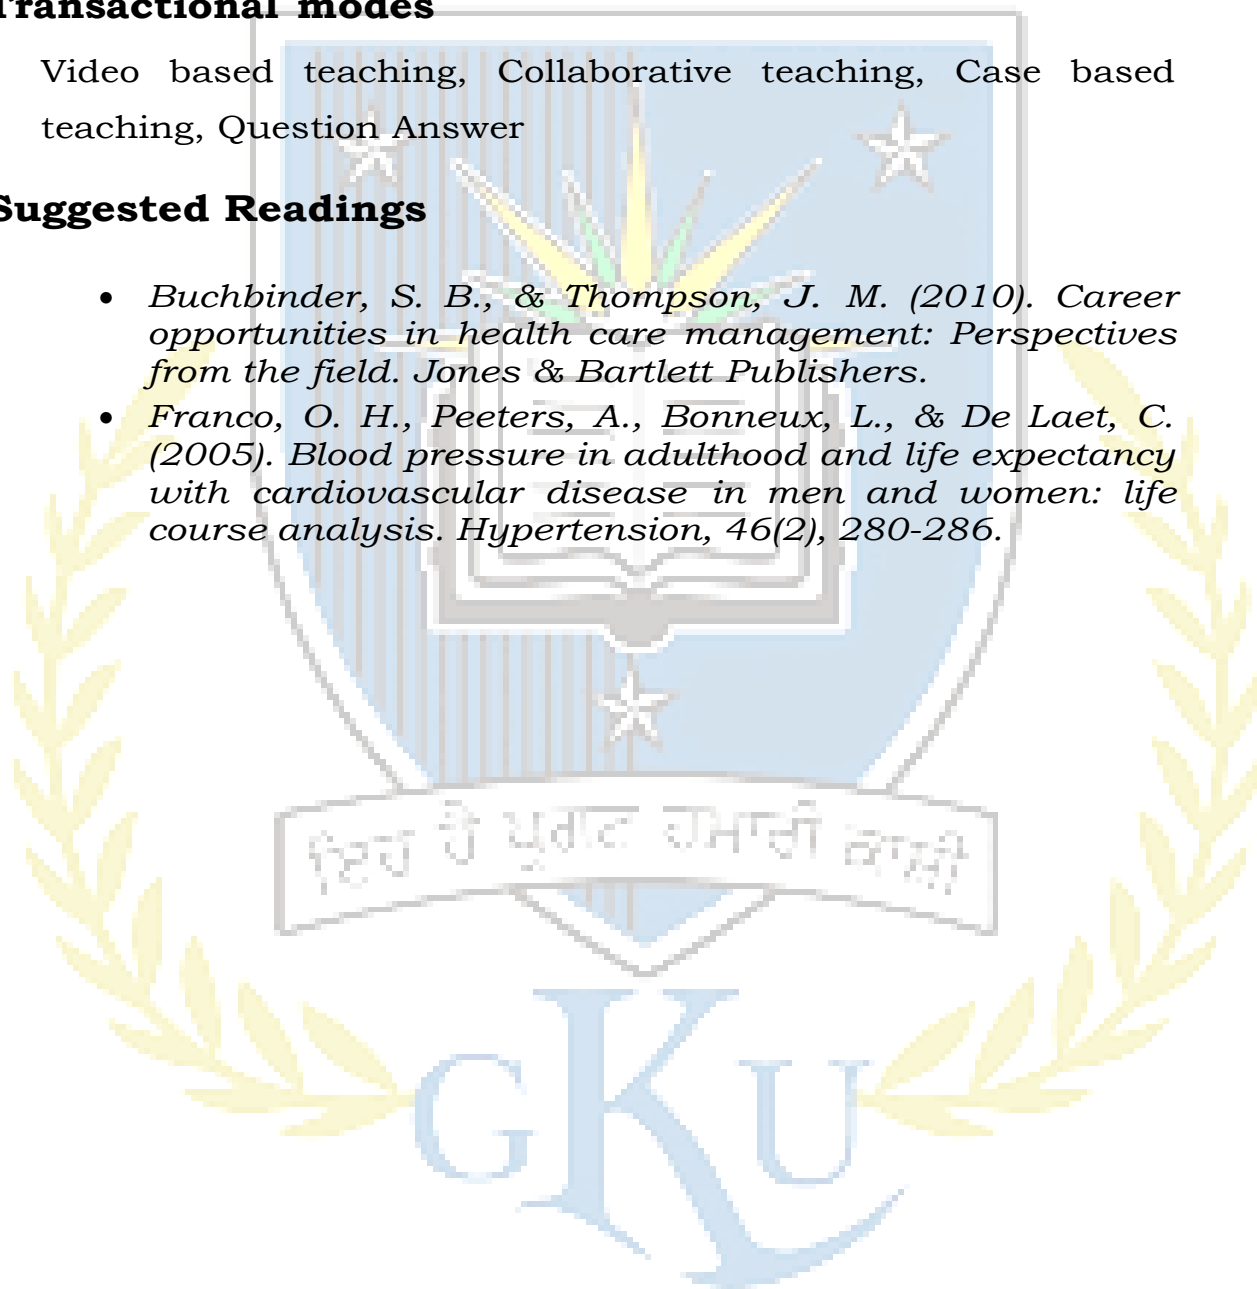 Transactional modes
Video based teaching, Collaborative teaching, Case based
teaching, Question Answer
Suggested Readings
• Buchbinder, S. B., & Thompson, J. M. (2010). Career
opportunities in health care management: Perspectives
from the field. Jones & Bartlett Publishers.
• Franco, O. H., Peeters, A., Bonneux, L., & De Laet, C.
(2005). Blood pressure in adulthood and life expectancy
with cardiovascular disease in men and women: life
course analysis. Hypertension, 46(2), 280-286.
ਇਹ ਹੈ ਪ੍ਰਗਟ ਹਮਾਰੀ ਕਾਸ਼ੀ
GKU